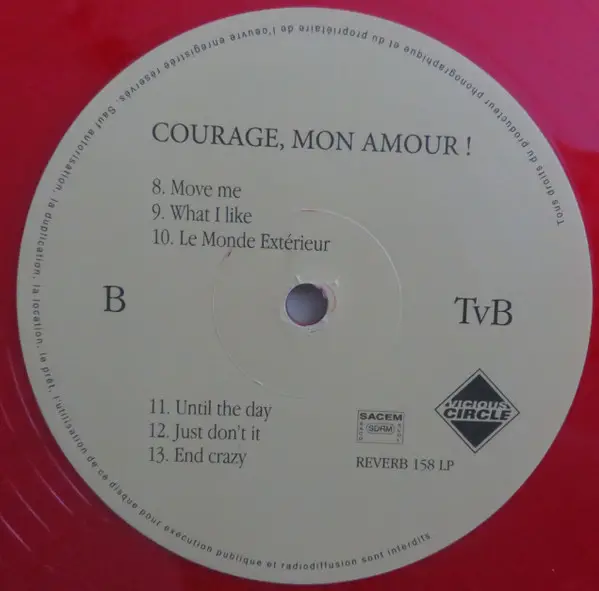 COURAGE, MON AMOUR !
8. Move me
9. What I like
10. Le Monde Extérieur
B
TvB
11. Until the day
12. Just don't it
13. End crazy
SACEM
SDRM
VICIOUS
CIRCLE
REVERB 158 LP
Tous droits du producteur phonographique et du propriétaire de l'oeuvre enregistrée réservés. Sauf autorisation, la duplication, la location, le prêt, l'utilisation de ce disque pour exécution publique et radiodiffusion sont interdits